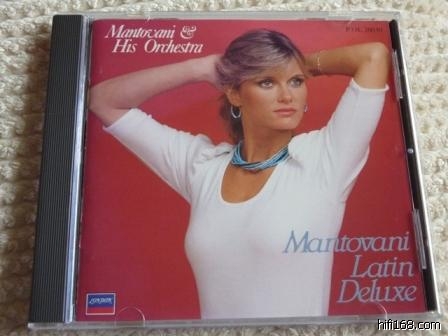 Mantovani &
His Orchestra
Mantovani
Latin
Deluxe
LONDON
hifi168.com